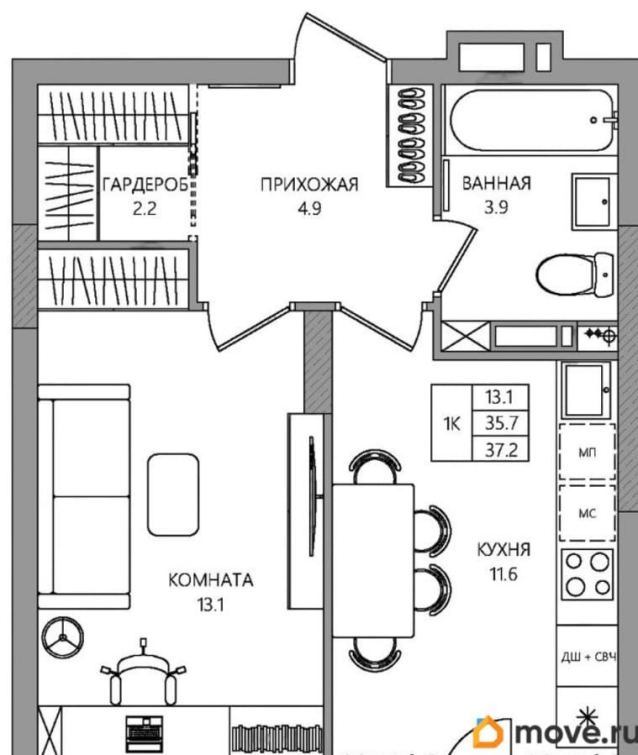 ГАРДЕРОБ
2.2
ПРИХОЖАЯ
4.9
ВАННАЯ
3.9
1К
13.1
35.7
37.2
МП
МС
КУХНЯ
11.6
КОМНАТА
13.1
ДШ + СВЧ
move.ru